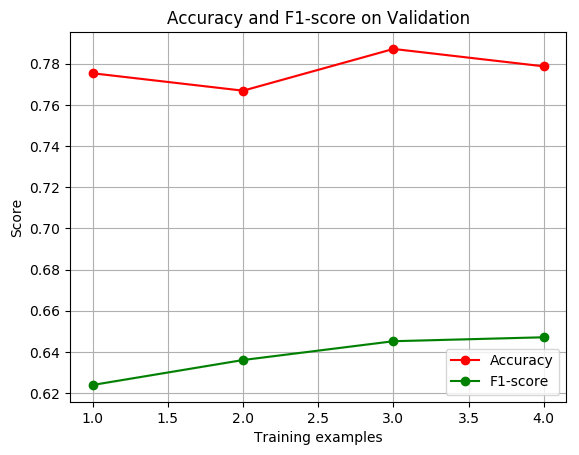 Accuracy and F1-score on Validation
0.78
0.76
0.74
0.72
0.70
0.68
0.66
0.64
0.62
Score
Accuracy
F1-score
1.0 1.5 2.0 2.5 3.0 3.5 4.0
Training examples